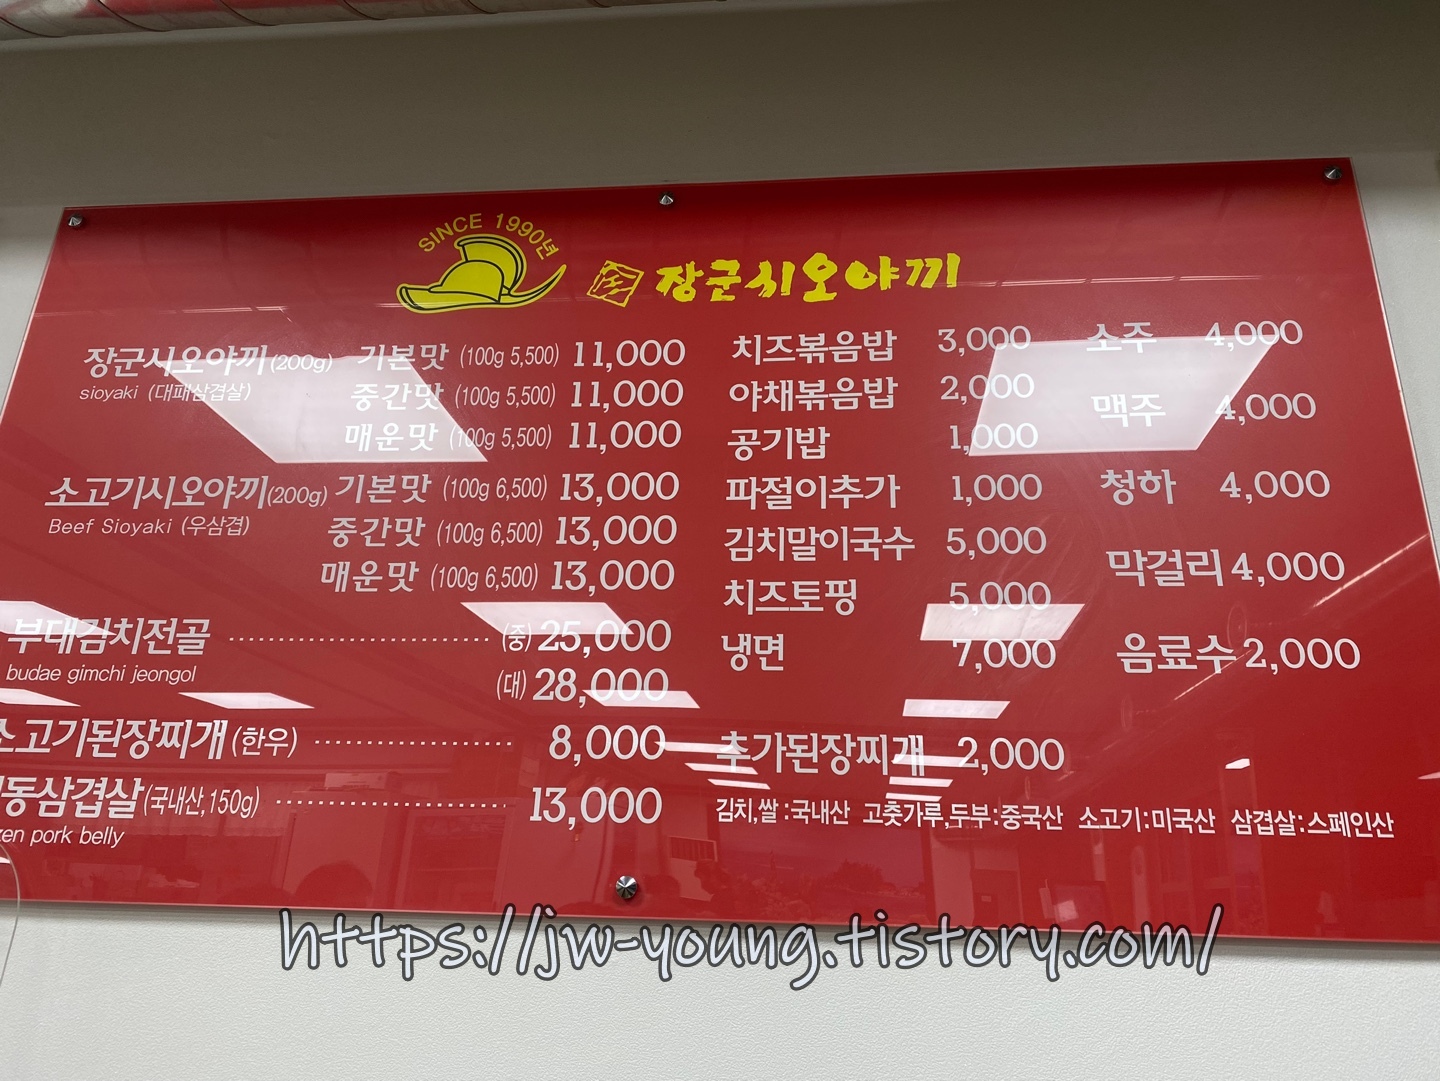 SINCE 1990년
장군시오야끼
장군시오야끼(200g) 기본맛 (100g 5,500) 11,000
sioyaki (대패삼겹살) 중간맛 (100g 5,500) 11,000
매운맛 (100g 5,500) 11,000
소고기시오야끼(200g) 기본맛 (100g 6,500) 13,000
Beef Sioyaki (우삼겹) 중간맛 (100g 6,500) 13,000
매운맛 (100g 6,500) 13,000
부대김치전골 (중) 25,000
budae gimchi jeongol (대) 28,000
소고기된장찌개 (한우) 8,000
동삼겹살(국내산,150g) 13,000
zen pork belly
치즈볶음밥 3,000
야채볶음밥 2,000
공기밥 1,000
파절이추가 1,000
김치말이국수 5,000
치즈토핑 5,000
냉면 7,000
추가된장찌개 2,000
소주 4,000
맥주 4,000
청하 4,000
막걸리 4,000
음료수 2,000
김치,쌀:국내산 고춧가루,두부:중국산 소고기:미국산 삼겹살:스페인산
https://jw-young.tistory.com/